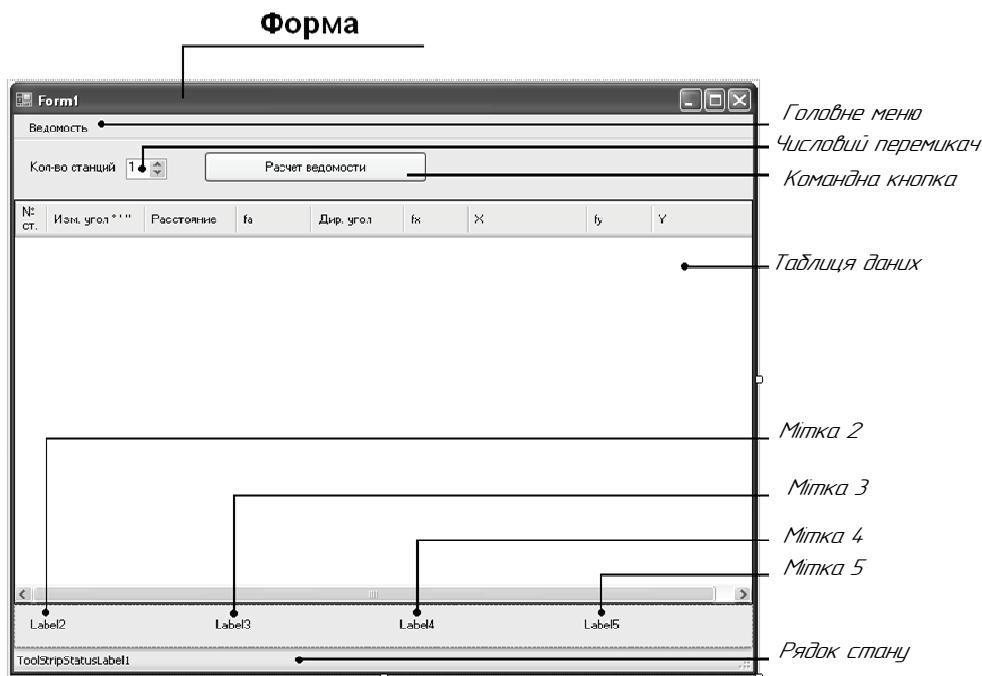 Форма
Form1
Головне меню
Ведомость
Числовий перемикач
Кол-во станций 1 Расчет ведомости
Командна кнопка
№ ст. Изм. угол ° ' " Расстояние fa Дир. угол fx X fy Y
Таблиця даних
Мітка 2
Мітка 3
Мітка 4
Мітка 5
Label2 Label3 Label4 Label5
ToolStripStatusLabel1
Рядок стану